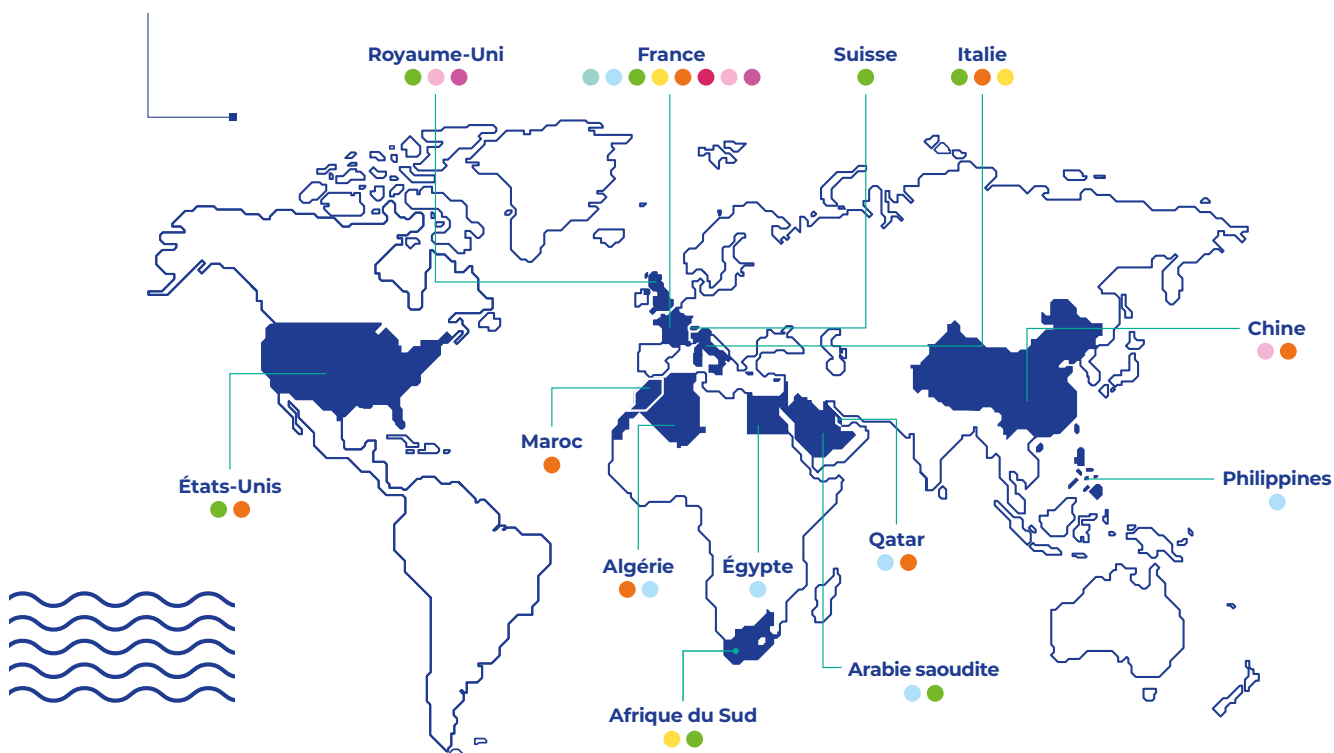 Royaume-Uni
France
Suisse
Italie
Chine
Maroc
États-Unis
Philippines
Qatar
Algérie
Égypte
Arabie saoudite
Afrique du Sud